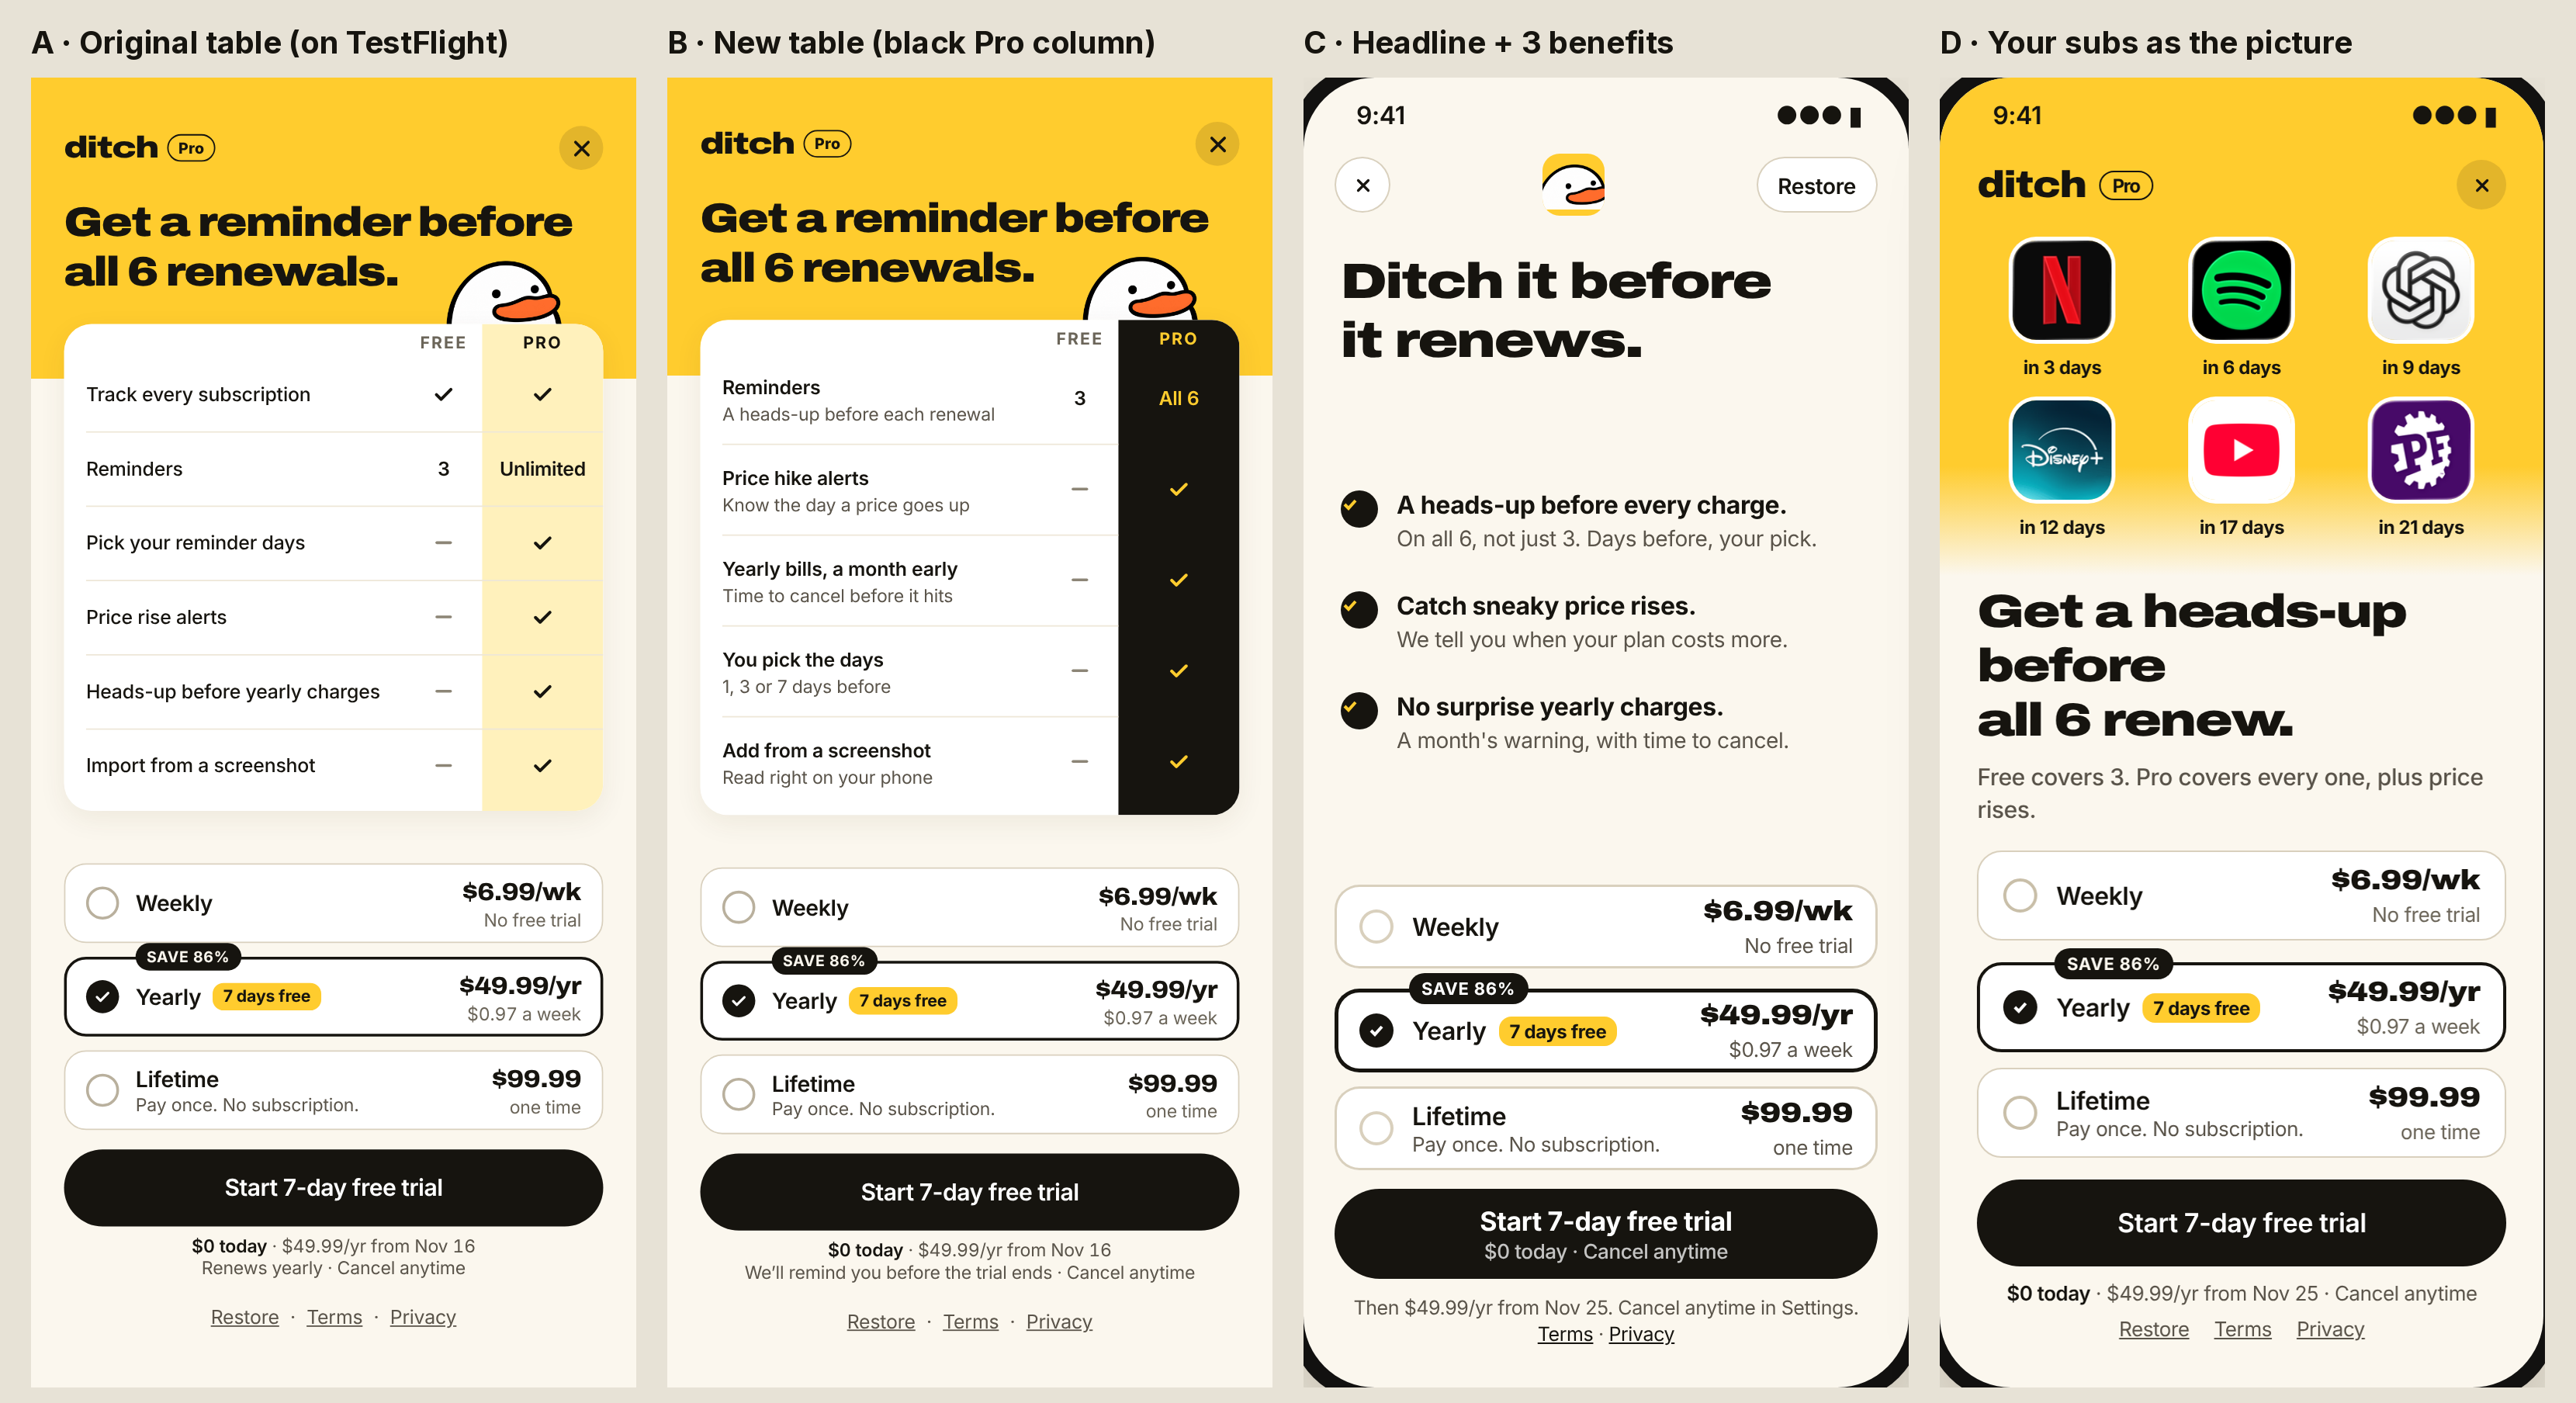 A · Original table (on TestFlight)
ditch Pro
Get a reminder before
all 6 renewals.
FREE PRO
Track every subscription
Reminders 3 Unlimited
Pick your reminder days
Price rise alerts
Heads-up before yearly charges
Import from a screenshot
Weekly $6.99/wk
No free trial
SAVE 86%
Yearly 7 days free $49.99/yr
$0.97 a week
Lifetime $99.99
Pay once. No subscription. one time
Start 7-day free trial
$0 today · $49.99/yr from Nov 16
Renews yearly · Cancel anytime
Restore · Terms · Privacy
B · New table (black Pro column)
ditch Pro
Get a reminder before
all 6 renewals.
FREE PRO
Reminders
A heads-up before each renewal
3 All 6
Price hike alerts
Know the day a price goes up
Yearly bills, a month early
Time to cancel before it hits
You pick the days
1, 3 or 7 days before
Add from a screenshot
Read right on your phone
Weekly $6.99/wk
No free trial
SAVE 86%
Yearly 7 days free $49.99/yr
$0.97 a week
Lifetime $99.99
Pay once. No subscription. one time
Start 7-day free trial
$0 today · $49.99/yr from Nov 16
We'll remind you before the trial ends · Cancel anytime
Restore · Terms · Privacy
C · Headline + 3 benefits
9:41
Restore
Ditch it before
it renews.
A heads-up before every charge.
On all 6, not just 3. Days before, your pick.
Catch sneaky price rises.
We tell you when your plan costs more.
No surprise yearly charges.
A month's warning, with time to cancel.
Weekly $6.99/wk
No free trial
SAVE 86%
Yearly 7 days free $49.99/yr
$0.97 a week
Lifetime $99.99
Pay once. No subscription. one time
Start 7-day free trial
$0 today · Cancel anytime
Then $49.99/yr from Nov 25. Cancel anytime in Settings.
Terms · Privacy
D · Your subs as the picture
9:41
ditch Pro
N
in 3 days in 6 days in 9 days
Disney+ PF
in 12 days in 17 days in 21 days
Get a heads-up
before
all 6 renew.
Free covers 3. Pro covers every one, plus price
rises.
Weekly $6.99/wk
No free trial
SAVE 86%
Yearly 7 days free $49.99/yr
$0.97 a week
Lifetime $99.99
Pay once. No subscription. one time
Start 7-day free trial
$0 today · $49.99/yr from Nov 25 · Cancel anytime
Restore Terms Privacy